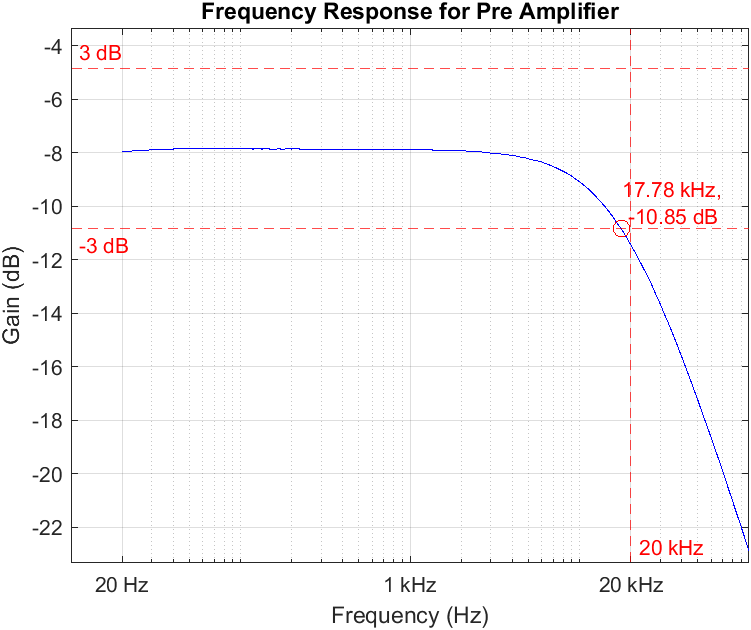 Frequency Response for Pre Amplifier
3 dB
-4
-6
-8
-10
-12
-14
-16
-18
-20
-22
17.78 kHz,
-10.85 dB
-3 dB
20 kHz
Gain (dB)
20 Hz
1 kHz
20 kHz
Frequency (Hz)